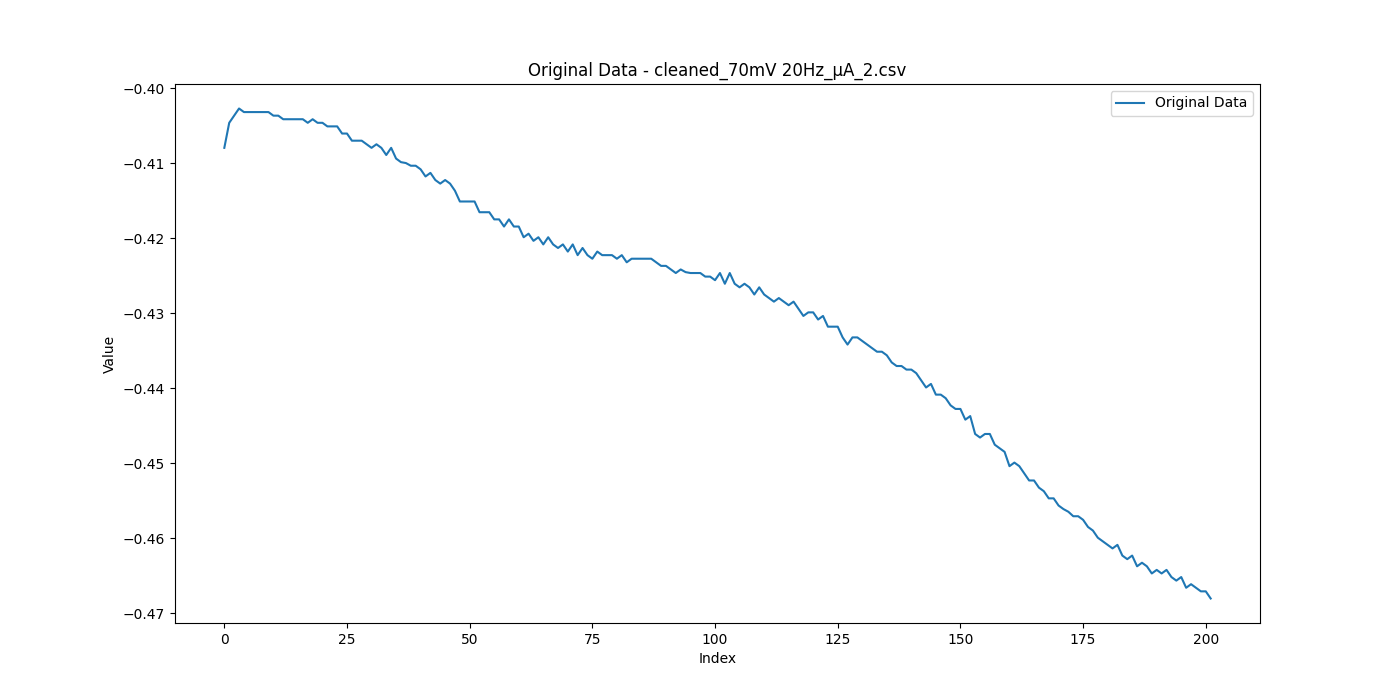 Original Data - cleaned_70mV 20Hz_µA_2.csv
Original Data
Value
−0.40
−0.41
−0.42
−0.43
−0.44
−0.45
−0.46
−0.47
0 25 50 75 100 125 150 175 200
Index